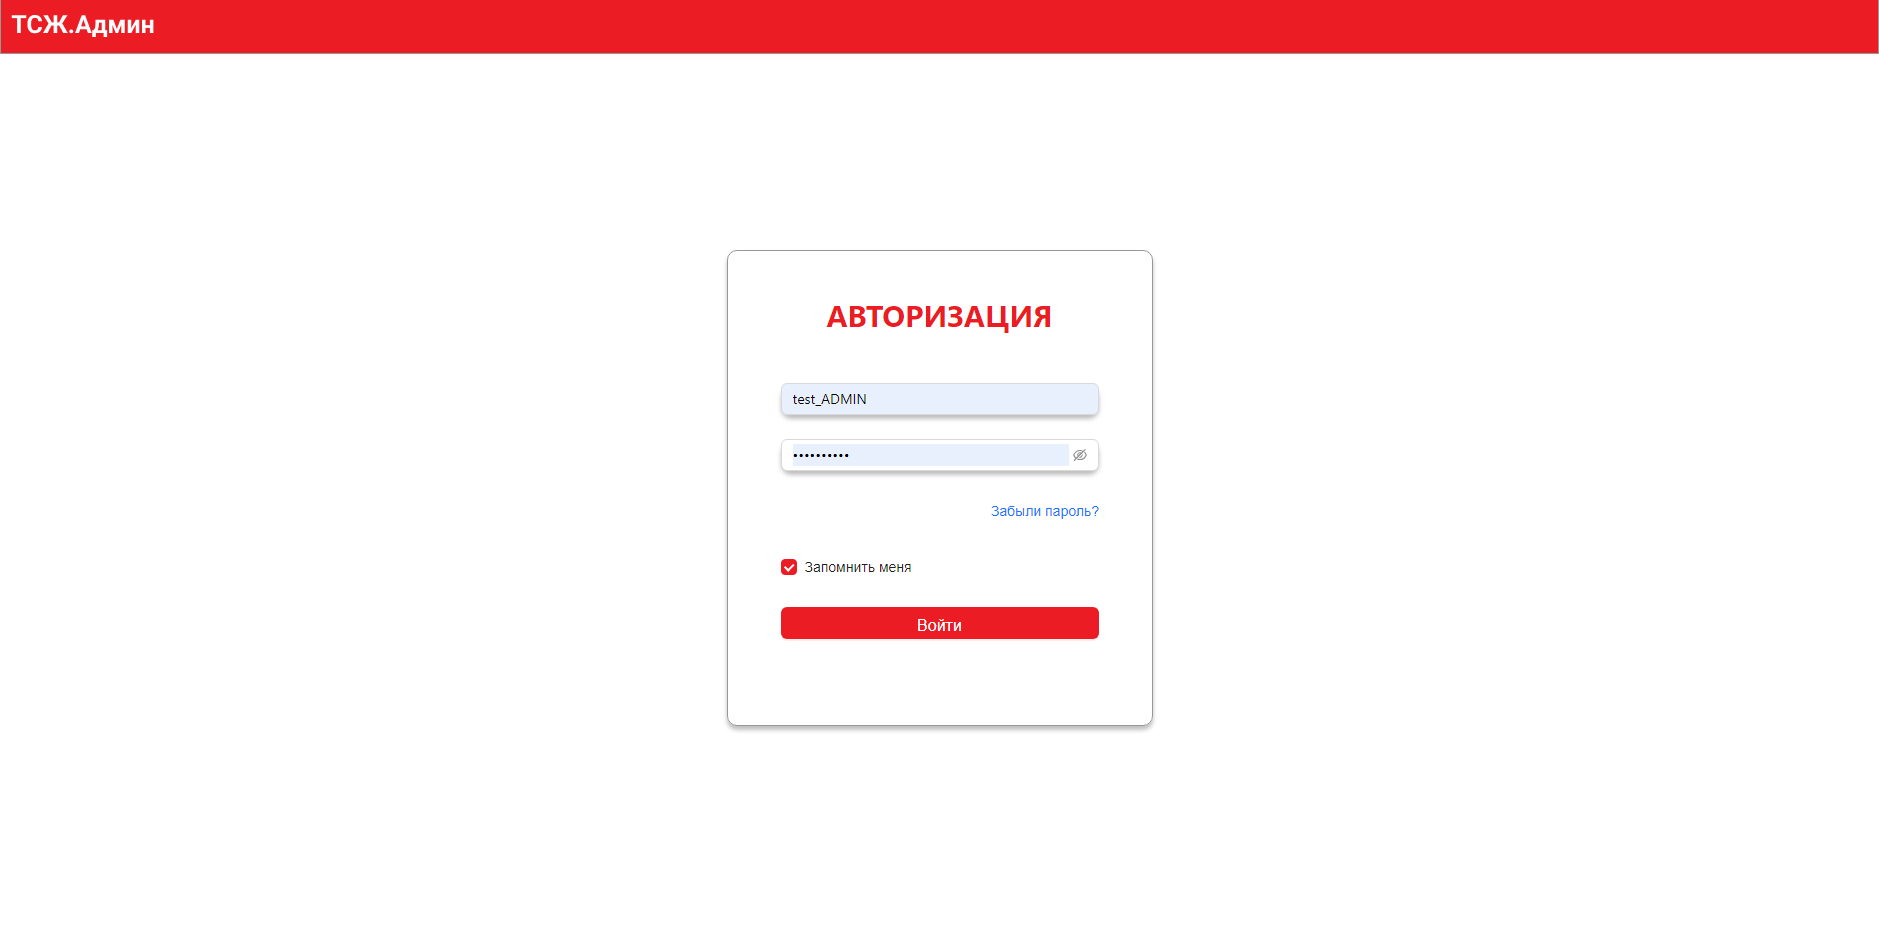 ТСЖ.Админ
АВТОРИЗАЦИЯ
test_ADMIN
••••••••••
Забыли пароль?
Запомнить меня
Войти